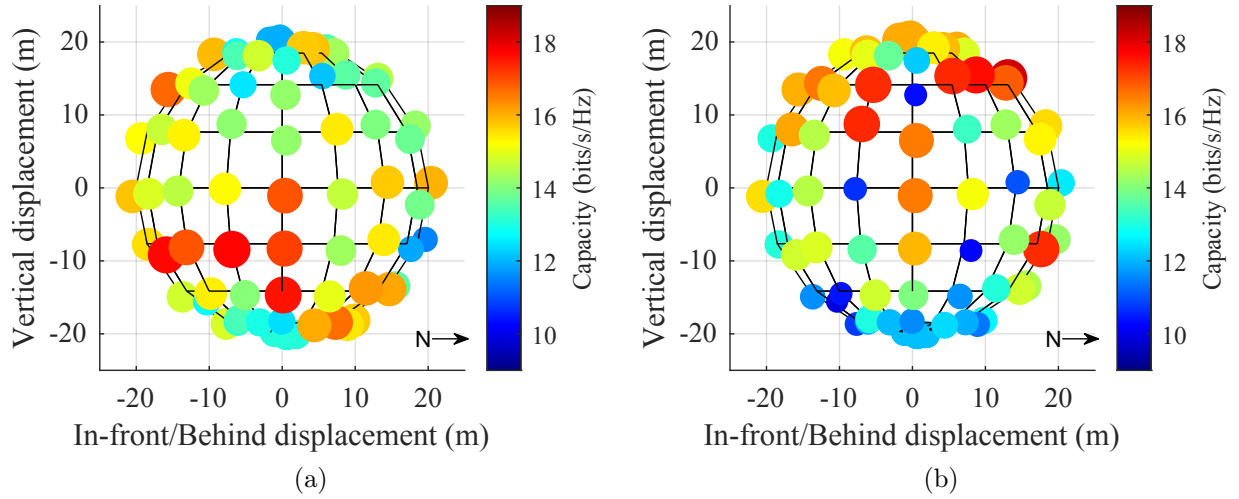 20
10
0
-10
-20
Vertical displacement (m)
-20 -10 0 10 20
In-front/Behind displacement (m)
N
18
16
14
12
10
Capacity (bits/s/Hz)
(a)
20
10
0
-10
-20
Vertical displacement (m)
-20 -10 0 10 20
In-front/Behind displacement (m)
N
18
16
14
12
10
Capacity (bits/s/Hz)
(b)